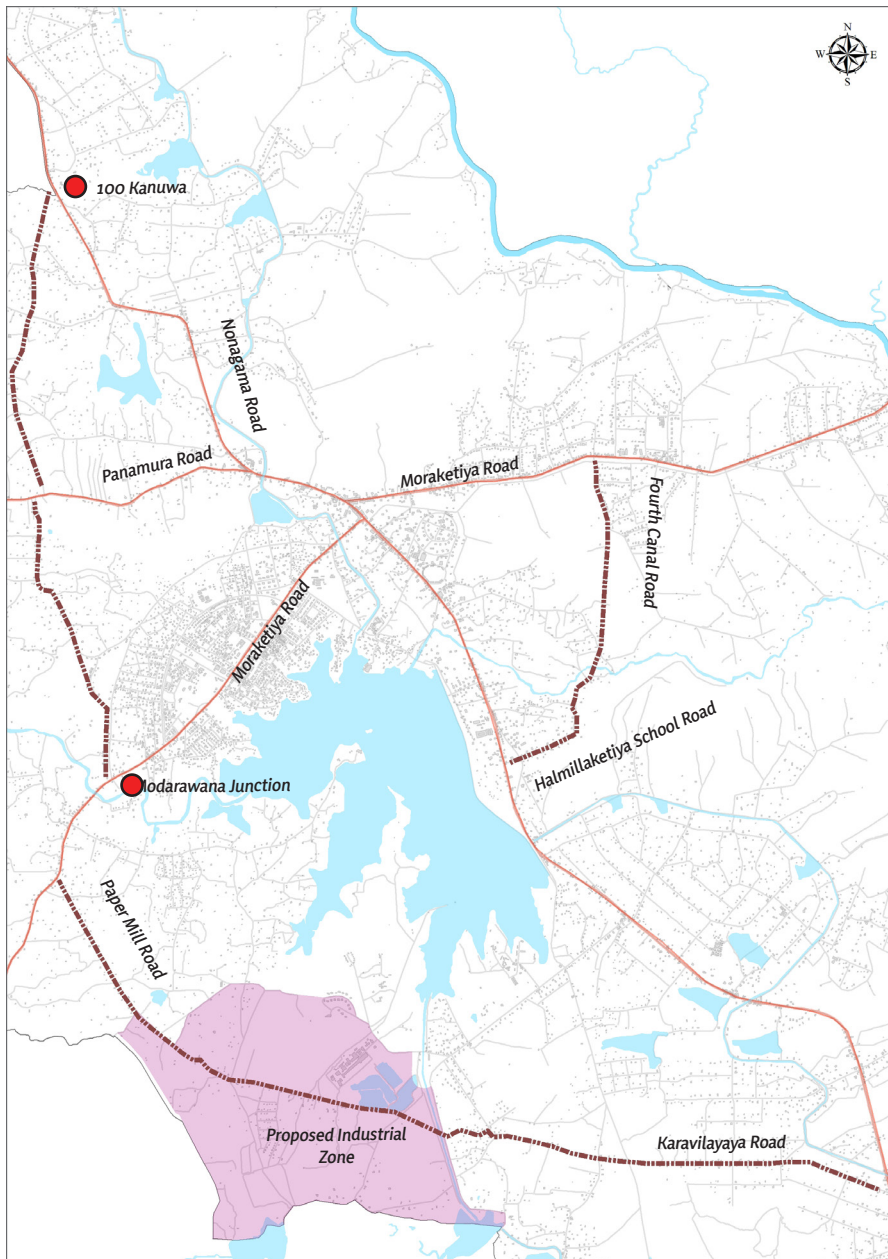 N
W E
S
100 Kanuwa
Nonagama Road
Panamura Road
Moraketiya Road
Fourth Canal Road
Moraketiya Road
Halmillaketiya School Road
Modarawana Junction
Paper Mill Road
Proposed Industrial
Zone
Karavilayaya Road